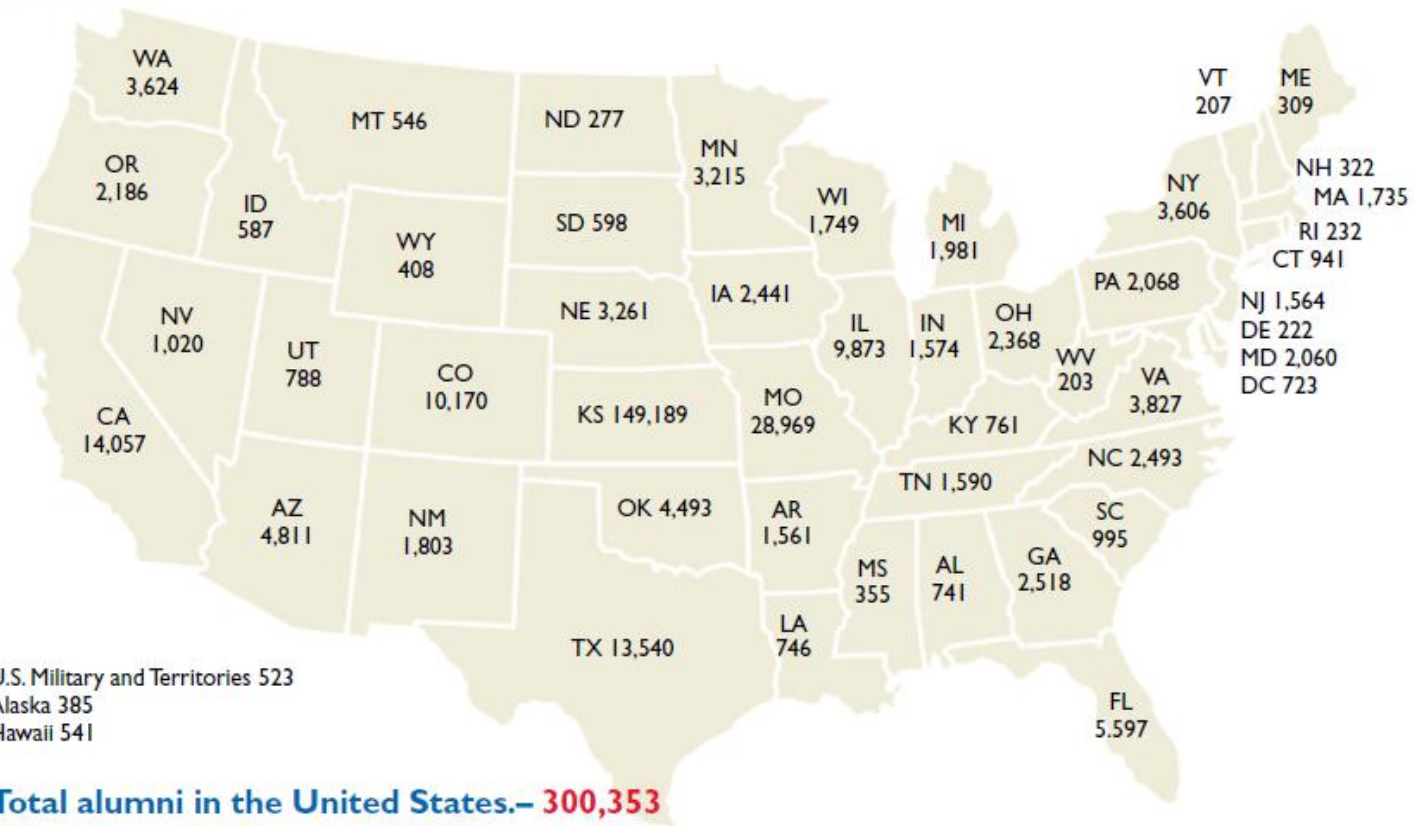 WA
3,624
MT 546
ND 277
MN
3,215
VT
207
ME
309
OR
2,186
ID
587
WY
408
SD 598
WI
1,749
MI
1,981
NY
3,606
NH 322
MA 1,735
RI 232
CT 941
NV
1,020
UT
788
NE 3,261
IA 2,441
IL
9,873
IN
1,574
OH
2,368
PA 2,068
NJ 1,564
DE 222
MD 2,060
DC 723
WV
203
VA
3,827
CA
14,057
CO
10,170
KS 149,189
MO
28,969
KY 761
NC 2,493
TN 1,590
AZ
4,811
NM
1,803
OK 4,493
AR
1,561
SC
995
MS
355
AL
741
GA
2,518
TX 13,540
LA
746
FL
5.597
U.S. Military and Territories 523
Alaska 385
Hawaii 541
Total alumni in the United States.– 300,353